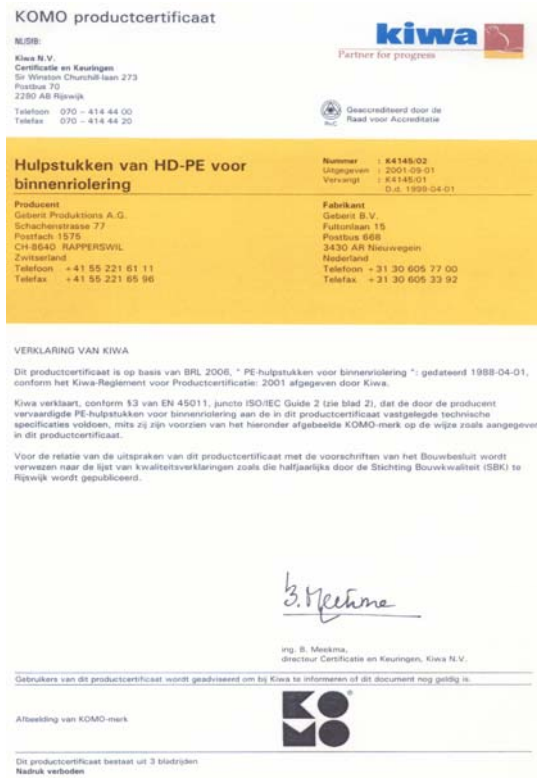 KOMO productcertificaat
kiwa
Partner for progress
NL/SfB:
Kiwa N.V.
Certificatie en Keuringen
Sir Winston Churchill-laan 273
Postbus 70
2280 AB Rijswijk
Telefoon 070 – 414 44 00
Telefax 070 – 414 44 20
RvC
Geaccrediteerd door de
Raad voor Accreditatie
Hulpstukken van HD-PE voor
binnenriolering
Nummer : K4145/02
Uitgegeven : 2001-09-01
Vervangt : K4145/01
D.d. 1998-04-01
Producent
Geberit Produktions A.G.
Schachenstrasse 77
Postfach 1575
CH-8640 RAPPERSWIL
Zwitserland
Telefoon +41 55 221 61 11
Telefax +41 55 221 65 96
Fabrikant
Geberit B.V.
Fultonlaan 15
Postbus 668
3430 AR Nieuwegein
Nederland
Telefoon +31 30 605 77 00
Telefax +31 30 605 33 92
VERKLARING VAN KIWA
Dit productcertificaat is op basis van BRL 2006, " PE-hulpstukken voor binnenriolering ": gedateerd 1988-04-01,
conform het Kiwa-Reglement voor Productcertificatie: 2001 afgegeven door Kiwa.
Kiwa verklaart, conform §3 van EN 45011, juncto ISO/IEC Guide 2 (zie blad 2), dat de door de producent
vervaardigde PE-hulpstukken voor binnenriolering aan de in dit productcertificaat vastgelegde technische
specificaties voldoen, mits zij zijn voorzien van het hieronder afgebeelde KOMO-merk op de wijze zoals aangegeven
in dit productcertificaat.
Voor de relatie van de uitspraken van dit productcertificaat met de voorschriften van het Bouwbesluit wordt
verwezen naar de lijst van kwaliteitsverklaringen zoals die halfjaarlijks door de Stichting Bouwkwaliteit (SBK) te
Rijswijk wordt gepubliceerd.
B. Meekma
ing. B. Meekma,
directeur Certificatie en Keuringen, Kiwa N.V.
Gebruikers van dit productcertificaat wordt geadviseerd om bij Kiwa te informeren of dit document nog geldig is.
Afbeelding van KOMO-merk
KOMO®
Dit productcertificaat bestaat uit 3 bladzijden
Nadruk verboden